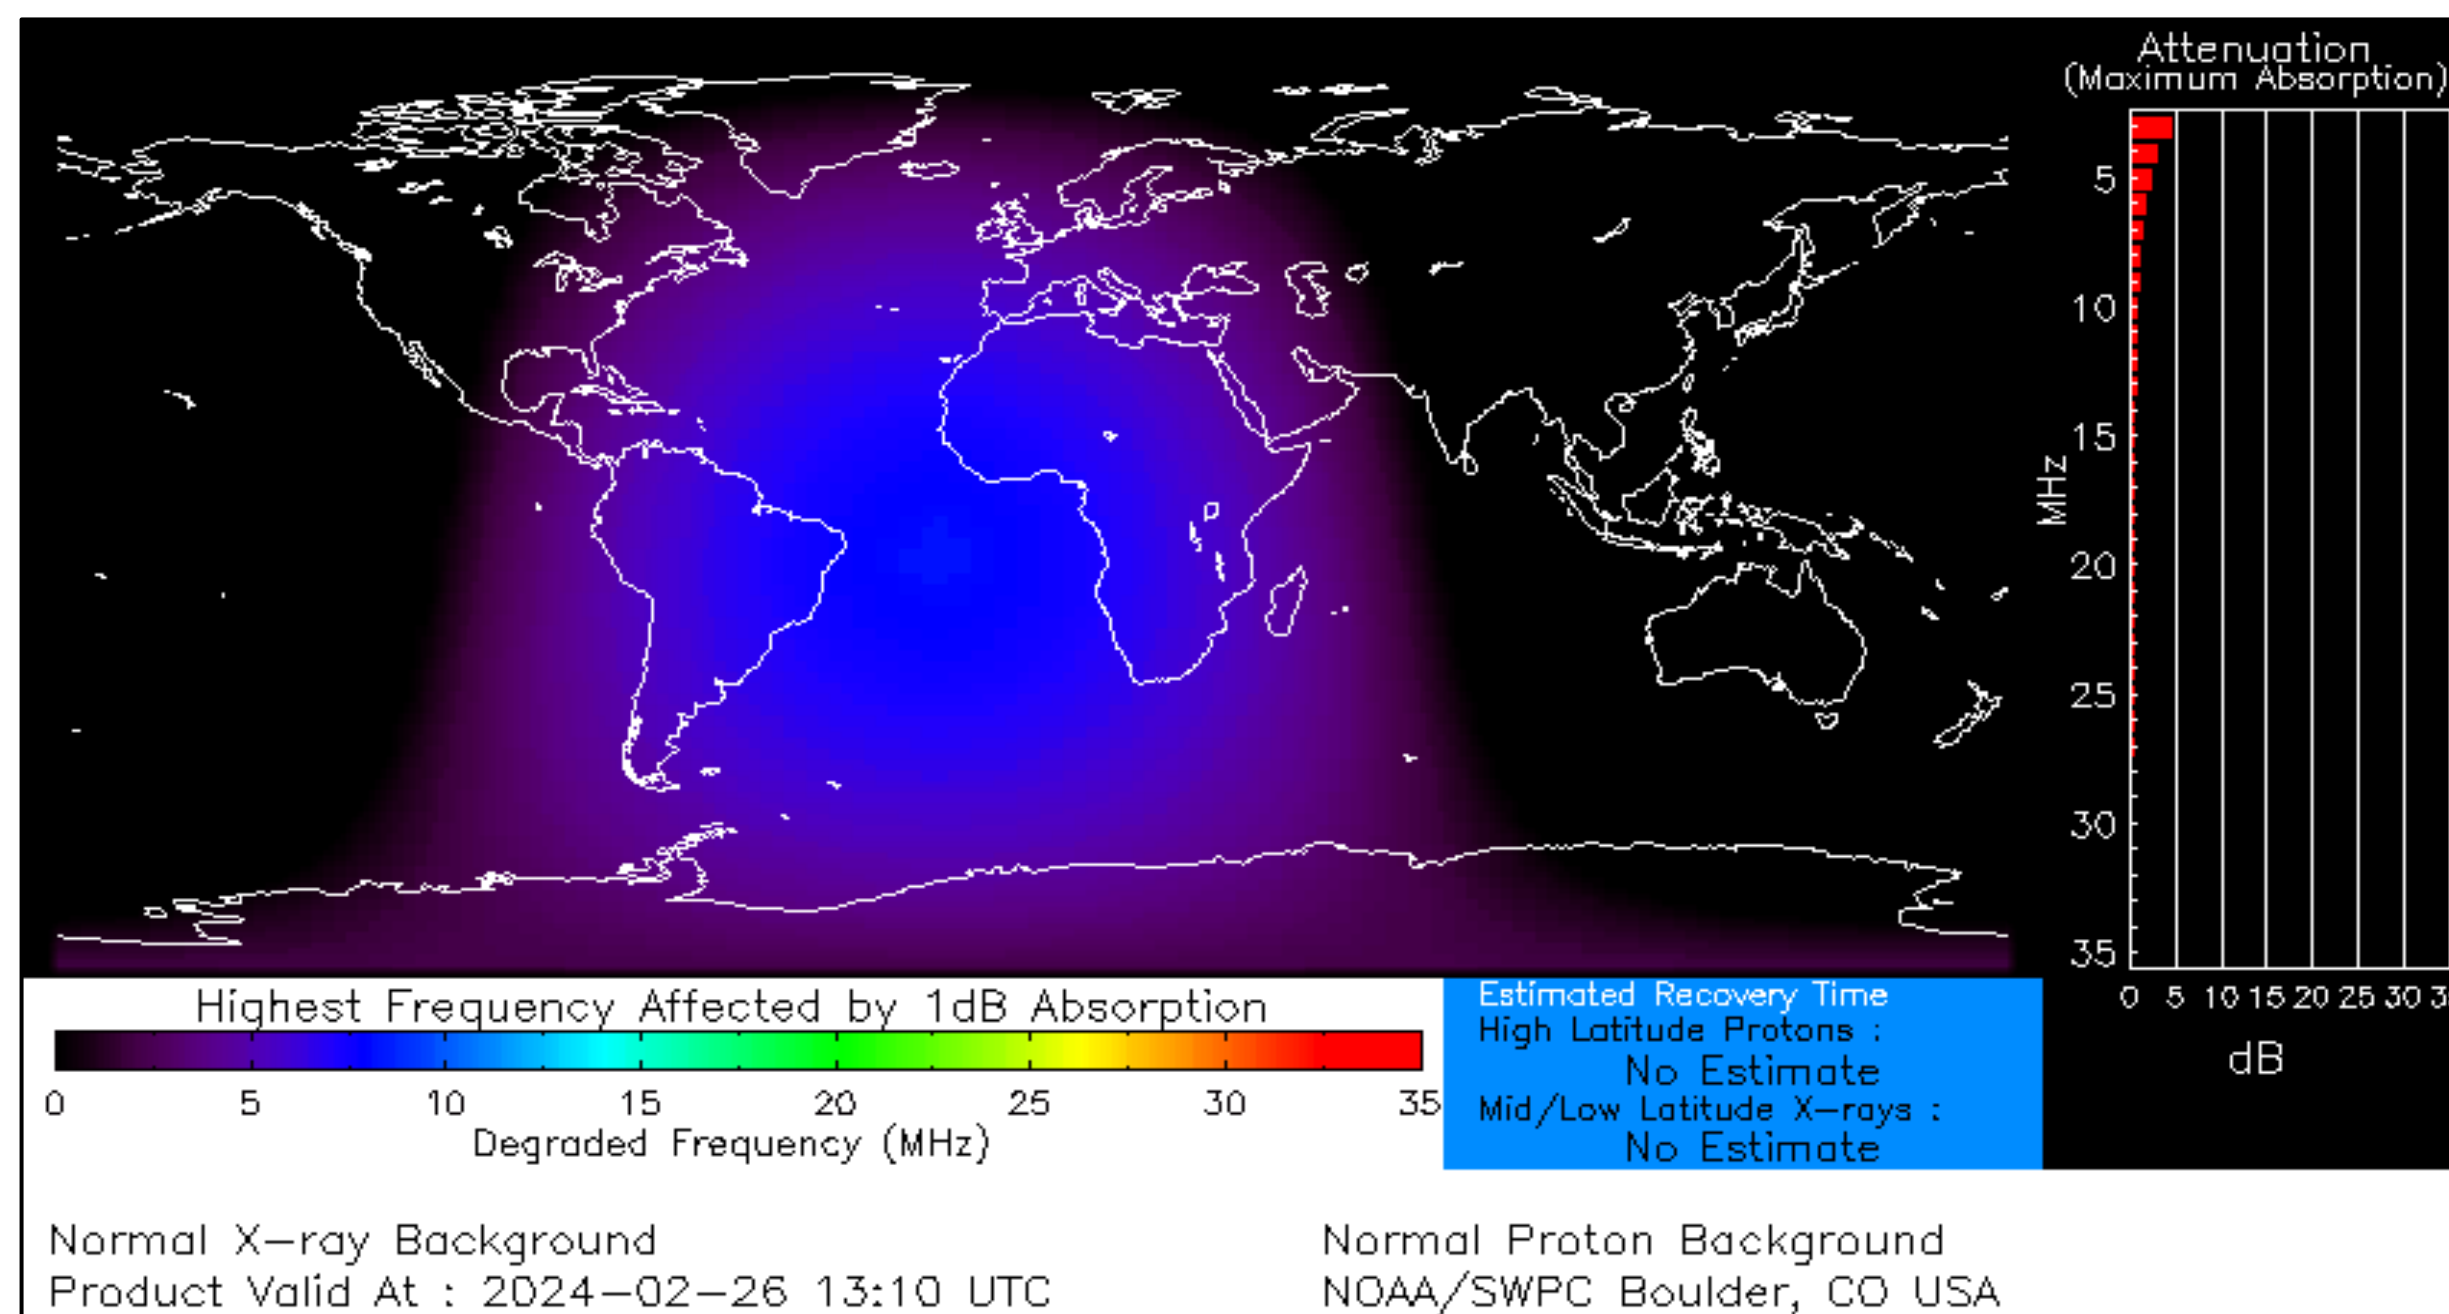 Attenuation
(Maximum Absorption)
5
10
15
20
25
30
35
MHz
0 5 10 15 20 25 30
dB
Highest Frequency Affected by 1dB Absorption
0 5 10 15 20 25 30 35
Degraded Frequency (MHz)
Estimated Recovery Time
High Latitude Protons :
No Estimate
Mid/Low Latitude X-rays :
No Estimate
Normal X-ray Background
Normal Proton Background
Product Valid At : 2024-02-26 13:10 UTC
NOAA/SWPC Boulder, CO USA